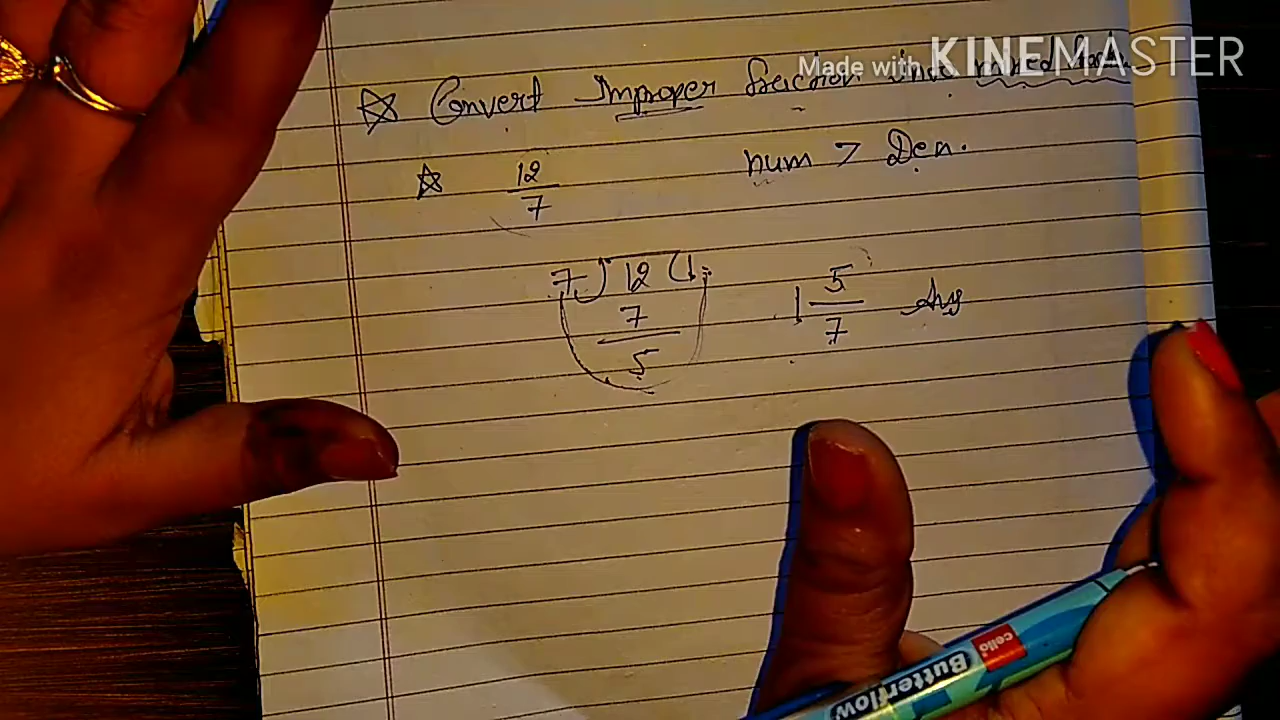 Made with KINEMASTER
☆ Convert Improper fraction into mixed
☆ 12/7
num > Den.
7) 12 (1
7
5
1 5/7 Ans
cello Butterflow